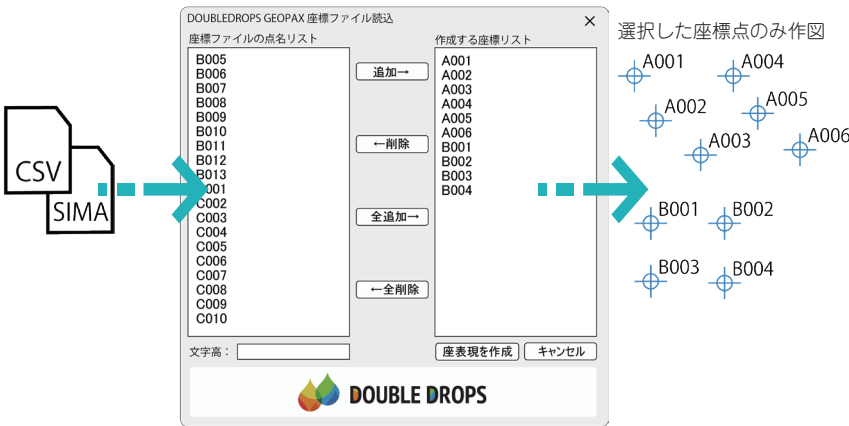 DOUBLEDROPS GEOPAX 座標ファイル読込
座標ファイルの点名リスト
B005
B006
B007
B008
B009
B010
B011
B012
B013
C002
C003
C004
C005
C006
C007
C008
C009
C010
追加→
←削除
全追加→
←全削除
作成する座標リスト
A001
A002
A003
A004
A005
A006
B001
B002
B003
B004
文字高：
座表現を作成
キャンセル
DOUBLE DROPS
CSV
SIMA
選択した座標点のみ作図
A001
A004
A002
A005
A003
A006
B001
B002
B003
B004